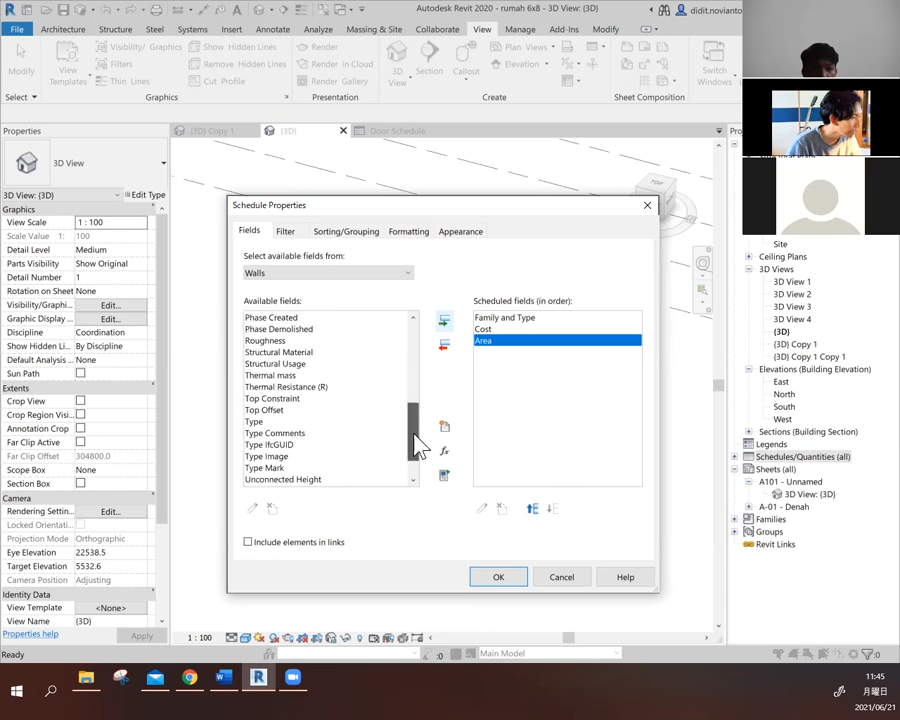 Autodesk Revit 2020 - rumah 6x8 - 3D View: {3D}
didit.novianto
File
Architecture
Structure
Steel
Systems
Insert
Annotate
Analyze
Massing & Site
Collaborate
View
Manage
Add-Ins
Modify
Modify
View
Templates
Visibility/ Graphics
Filters
Thin Lines
Show Hidden Lines
Remove Hidden Lines
Cut Profile
Render
Render in Cloud
Render Gallery
3D
View
Section
Callout
Plan Views
Elevation
Switch
Windows
Select
Graphics
Presentation
Create
Sheet Composition
Properties
(3D) Copy 1
{3D}
Door Schedule
3D View
3D View: {3D}
Edit Type
Graphics
View Scale
1 : 100
Scale Value 1:
100
Detail Level
Medium
Parts Visibility
Show Original
Detail Number
1
Rotation on Sheet
None
Visibility/Graphi...
Edit...
Graphic Display ...
Edit...
Discipline
Coordination
Show Hidden Li...
By Discipline
Default Analysis ...
None
Sun Path
Extents
Crop View
Crop Region Visi...
Annotation Crop
Far Clip Active
Far Clip Offset
304800.0
Scope Box
None
Section Box
Camera
Rendering Settin...
Edit...
Locked Orientati...
Projection Mode
Orthographic
Eye Elevation
22538.5
Target Elevation
5532.6
Camera Position
Adjusting
Identity Data
View Template
<None>
View Name
{3D}
Properties help
Apply
TOP
Schedule Properties
Fields
Filter
Sorting/Grouping
Formatting
Appearance
Select available fields from:
Walls
Available fields:
Scheduled fields (in order):
Phase Created
Phase Demolished
Roughness
Structural Material
Structural Usage
Thermal mass
Thermal Resistance (R)
Top Constraint
Top Offset
Type
Type Comments
Type IfcGUID
Type Image
Type Mark
Unconnected Height
Family and Type
Cost
Area
fx
Include elements in links
OK
Cancel
Help
Site
Ceiling Plans
3D Views
3D View 1
3D View 2
3D View 3
3D View 4
{3D}
(3D) Copy 1
(3D) Copy 1 Copy 1
Elevations (Building Elevation)
East
North
South
West
Sections (Building Section)
Legends
Schedules/Quantities (all)
Sheets (all)
A101 - Unnamed
3D View: {3D}
A-01 - Denah
Families
Groups
Revit Links
1 : 100
Ready
:0
Main Model
:0
11:45
月曜日
2021/06/21